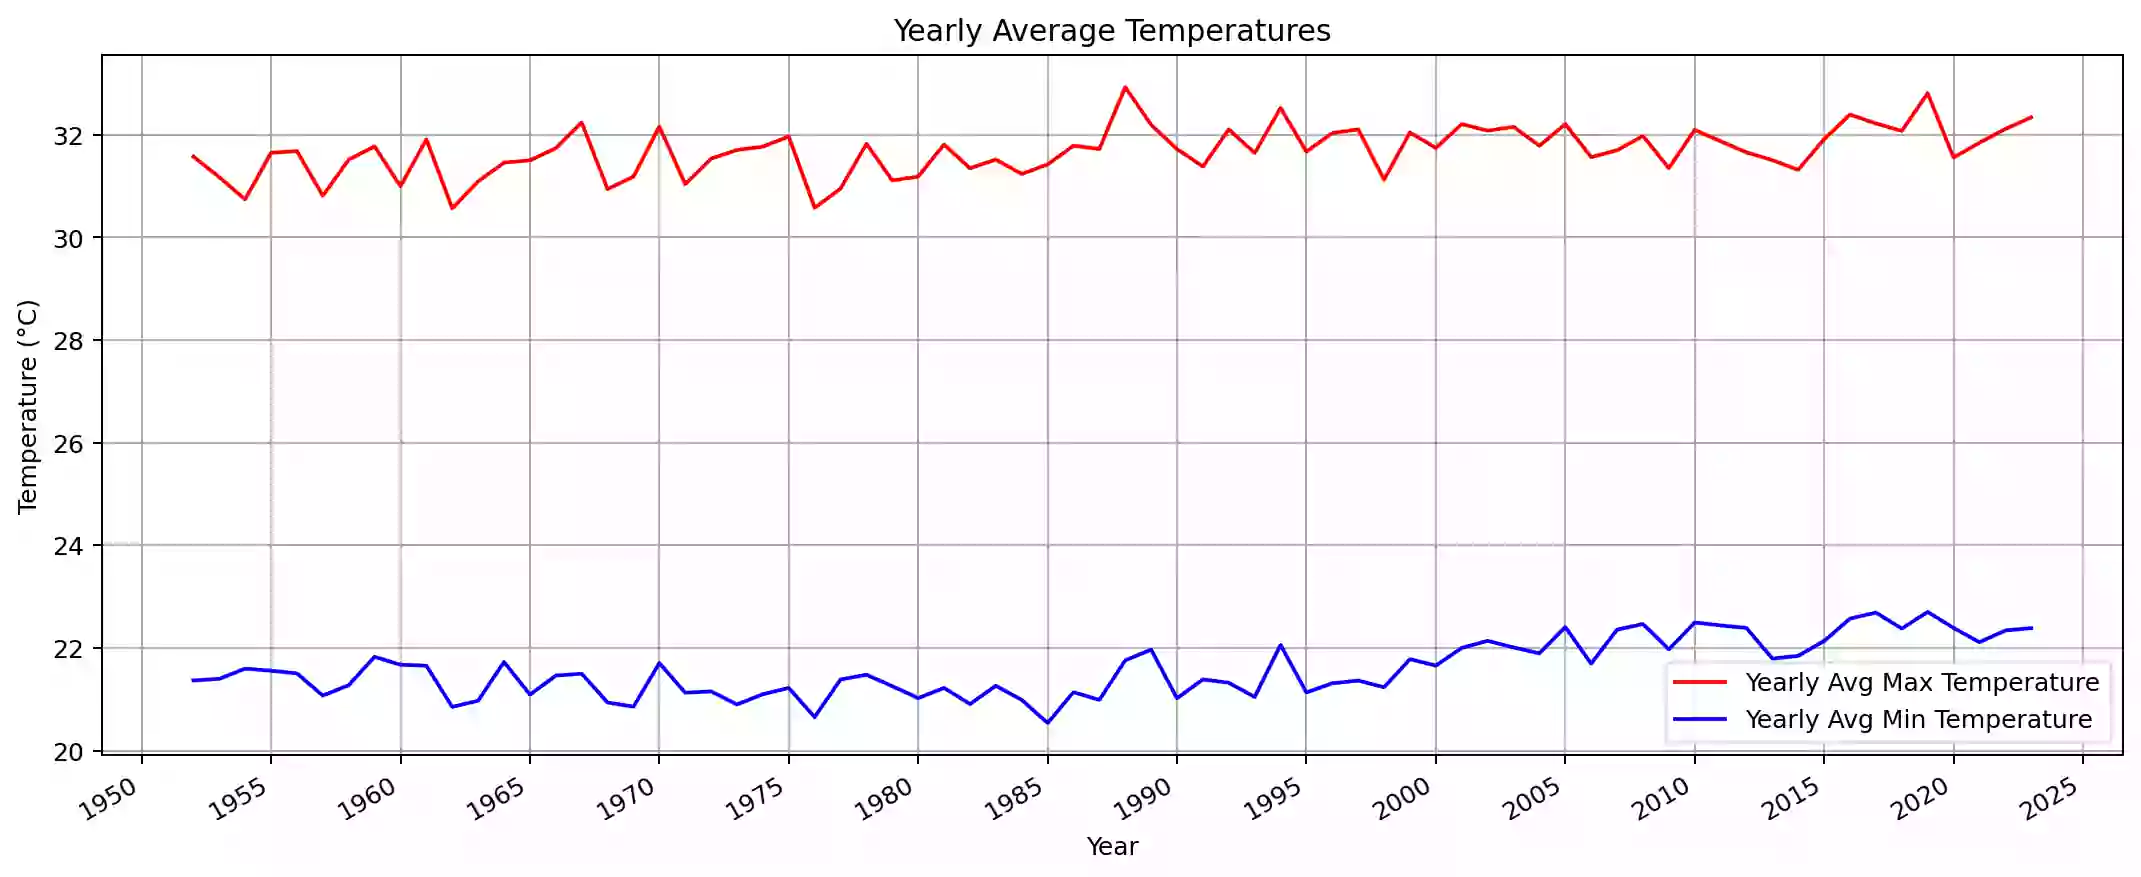 Yearly Average Temperatures
Temperature (°C)
32
30
28
26
24
22
20
Yearly Avg Max Temperature
Yearly Avg Min Temperature
1950 1955 1960 1965 1970 1975 1980 1985 1990 1995 2000 2005 2010 2015 2020 2025
Year